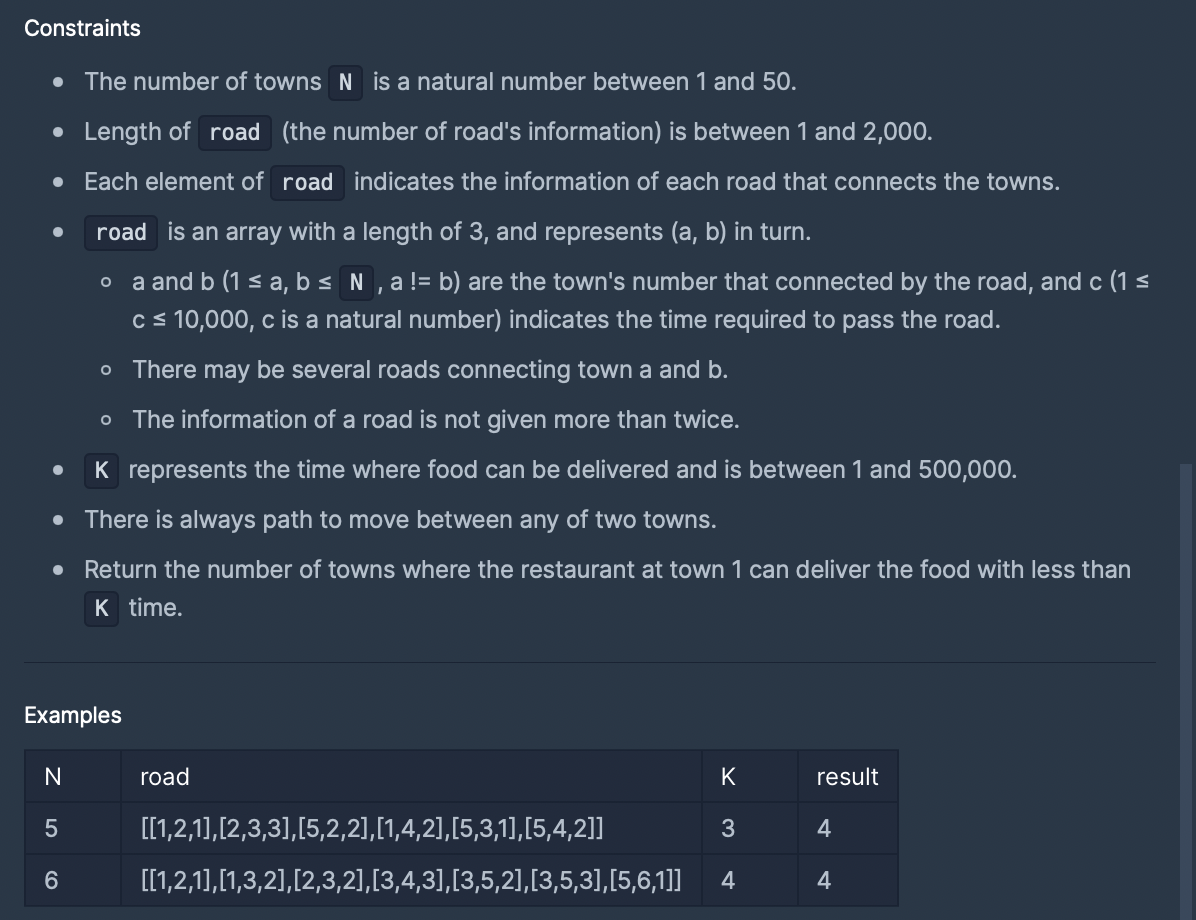 Constraints
• The number of towns N is a natural number between 1 and 50.
• Length of road (the number of road's information) is between 1 and 2,000.
• Each element of road indicates the information of each road that connects the towns.
• road is an array with a length of 3, and represents (a, b) in turn.
◦ a and b (1 ≤ a, b ≤ N , a != b) are the town's number that connected by the road, and c (1 ≤
c ≤ 10,000, c is a natural number) indicates the time required to pass the road.
◦ There may be several roads connecting town a and b.
◦ The information of a road is not given more than twice.
• K represents the time where food can be delivered and is between 1 and 500,000.
• There is always path to move between any of two towns.
• Return the number of towns where the restaurant at town 1 can deliver the food with less than
K time.
Examples
N road K result
5 [[1,2,1],[2,3,3],[5,2,2],[1,4,2],[5,3,1],[5,4,2]] 3 4
6 [[1,2,1],[1,3,2],[2,3,2],[3,4,3],[3,5,2],[3,5,3],[5,6,1]] 4 4